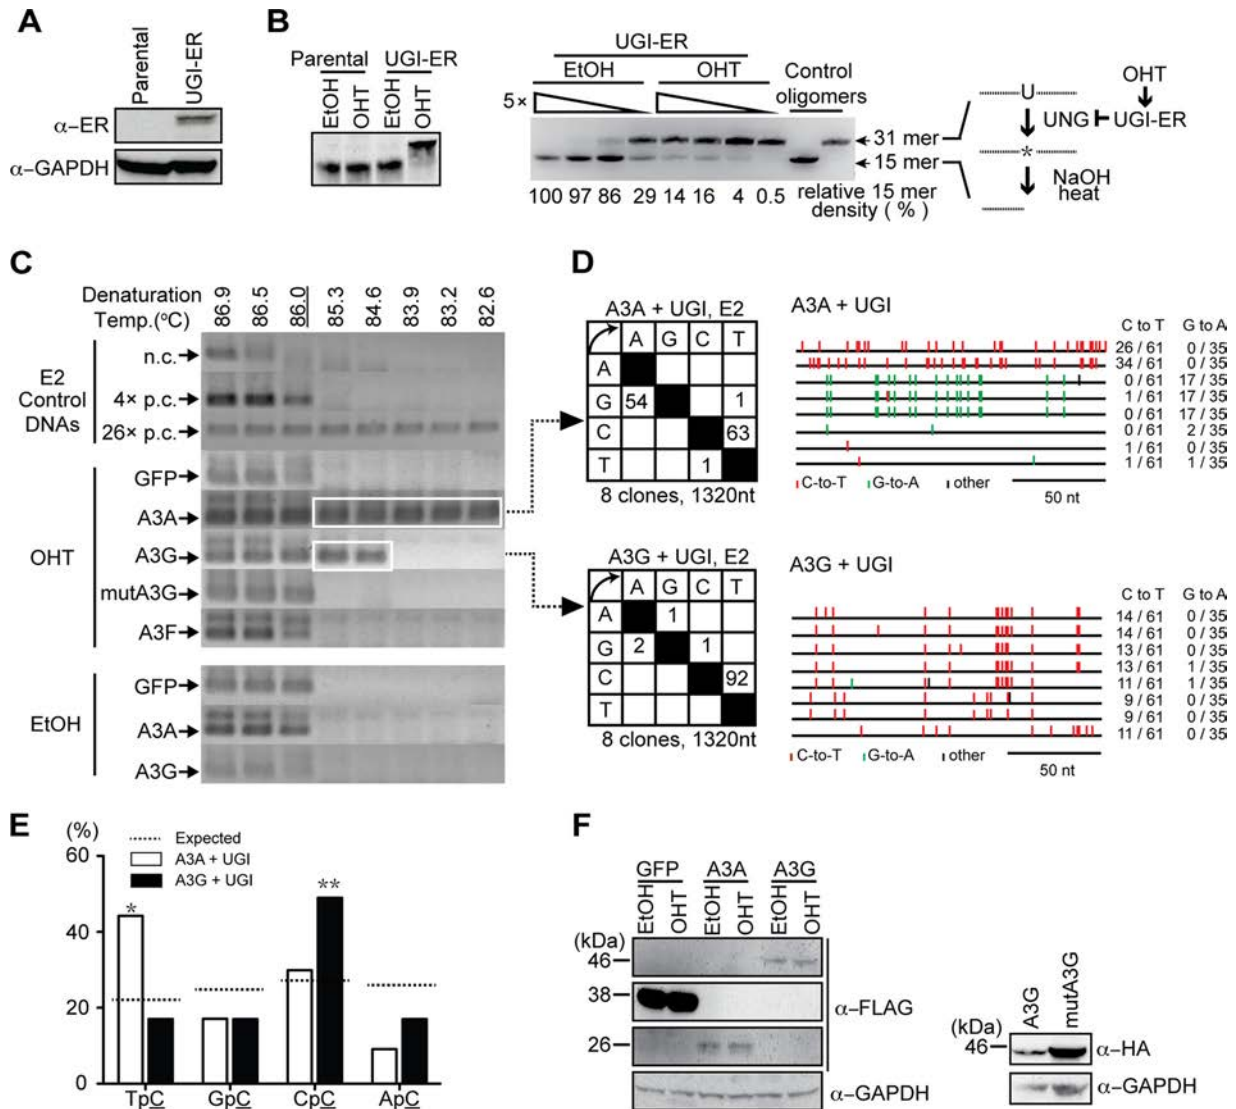 A
Parental
UGI-ER
α-ER
α-GAPDH
B
Parental UGI-ER
EtOH
OHT
EtOH
OHT
UGI-ER
EtOH OHT Control oligomers
5×
31 mer
15 mer
100 97 86 29 14 16 4 0.5 relative 15 mer density ( % )
U
OHT
UNG UGI-ER
*
NaOH
heat
C
Denaturation Temp.(°C)
86.9
86.5
86.0
85.3
84.6
83.9
83.2
82.6
E2 Control DNAs
n.c.
4× p.c.
26× p.c.
OHT
GFP
A3A
A3G
mutA3G
A3F
EtOH
GFP
A3A
A3G
D
A3A + UGI, E2
A G C T
A
G 54 1
C 63
T 1
8 clones, 1320nt
A3A + UGI
C to T G to A
26 / 61 0 / 35
34 / 61 0 / 35
0 / 61 17 / 35
1 / 61 17 / 35
0 / 61 17 / 35
0 / 61 2 / 35
1 / 61 0 / 35
1 / 61 1 / 35
C-to-T G-to-A other 50 nt
A3G + UGI, E2
A G C T
A 1
G 2 1
C 92
T
8 clones, 1320nt
A3G + UGI
C to T G to A
14 / 61 0 / 35
14 / 61 0 / 35
13 / 61 0 / 35
13 / 61 1 / 35
11 / 61 1 / 35
9 / 61 0 / 35
9 / 61 0 / 35
11 / 61 0 / 35
C-to-T G-to-A other 50 nt
E
(%)
Expected
A3A + UGI
A3G + UGI
60
40
20
0
*
**
TpC GpC CpC ApC
F
GFP A3A A3G
EtOH
OHT
EtOH
OHT
EtOH
OHT
(kDa)
46
38
26
α-FLAG
α-GAPDH
A3G
mutA3G
(kDa)
46
α-HA
α-GAPDH